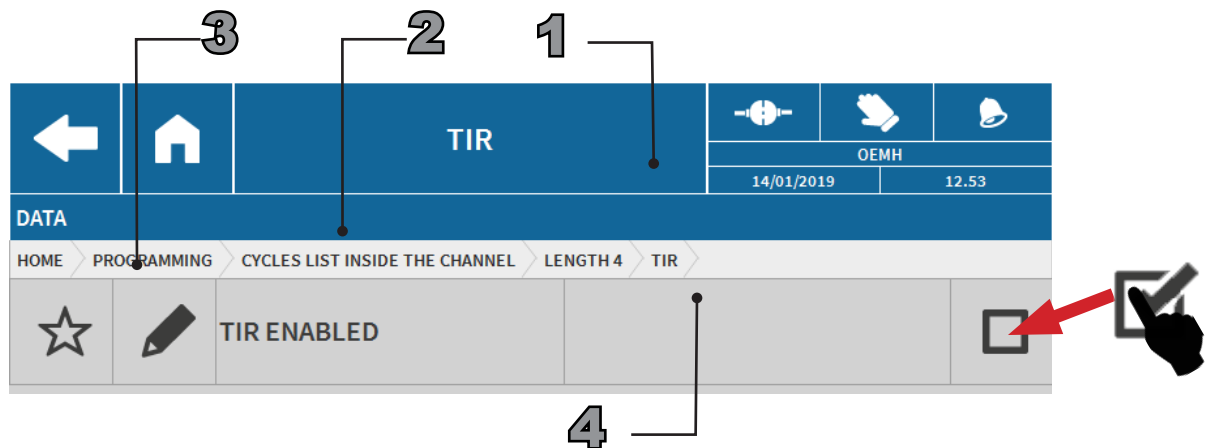 3 2 1
TIR
OEMH
14/01/2019 12.53
DATA
HOME PROGRAMMING CYCLES LIST INSIDE THE CHANNEL LENGTH 4 TIR
TIR ENABLED
4